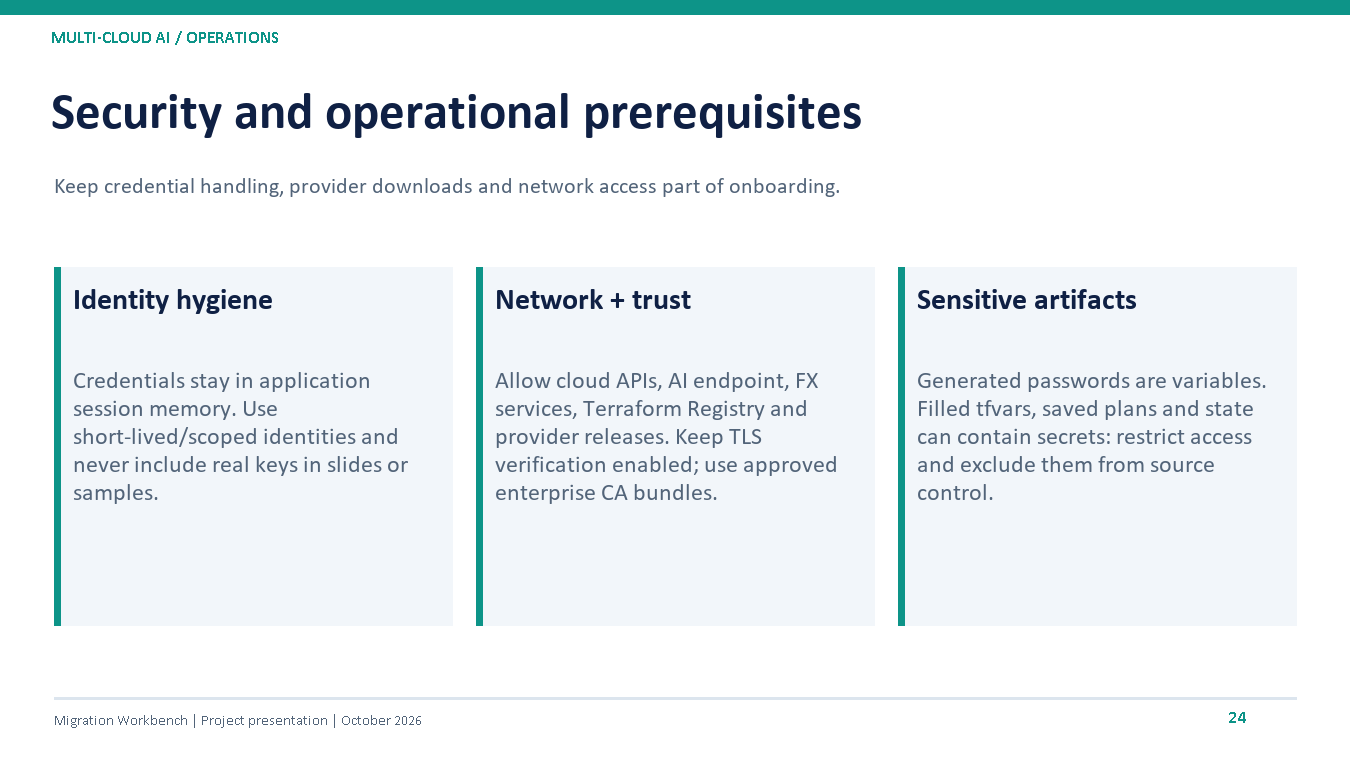 MULTI-CLOUD AI / OPERATIONS
Security and operational prerequisites
Keep credential handling, provider downloads and network access part of onboarding.
Identity hygiene
Credentials stay in application
session memory. Use
short-lived/scoped identities and
never include real keys in slides or
samples.
Network + trust
Allow cloud APIs, AI endpoint, FX
services, Terraform Registry and
provider releases. Keep TLS
verification enabled; use approved
enterprise CA bundles.
Sensitive artifacts
Generated passwords are variables.
Filled tfvars, saved plans and state
can contain secrets: restrict access
and exclude them from source
control.
Migration Workbench | Project presentation | October 2026
24